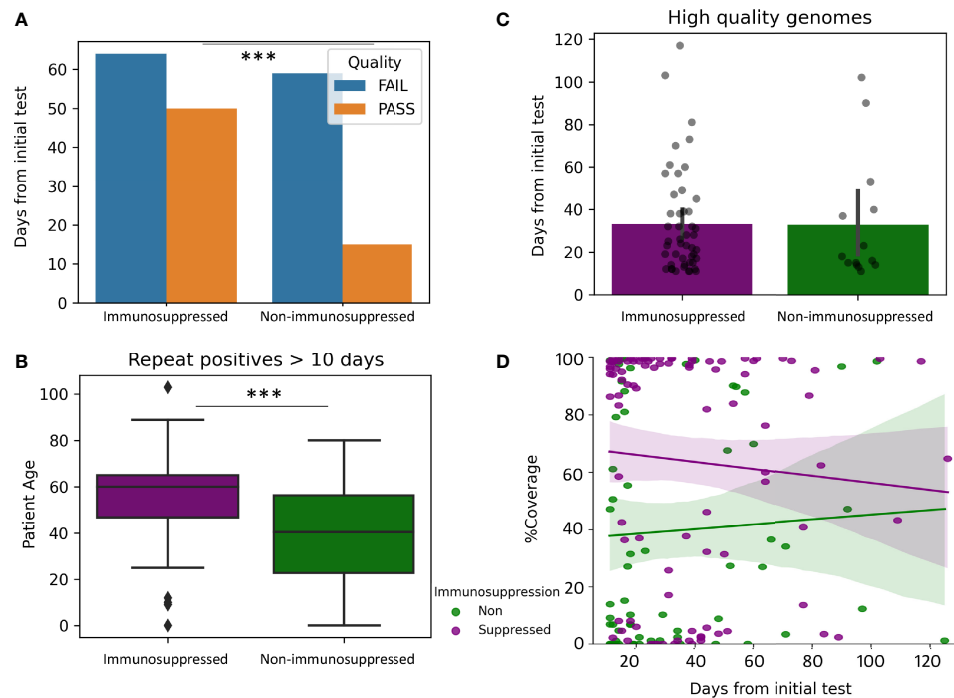 A
***
Quality
FAIL
PASS
Days from initial test
60
50
40
30
20
10
0
Immunosuppressed
Non-immunosuppressed
C
High quality genomes
Days from initial test
120
100
80
60
40
20
0
Immunosuppressed
Non-immunosuppressed
B
Repeat positives > 10 days
***
Patient Age
100
80
60
40
20
0
Immunosuppressed
Non-immunosuppressed
Immunosuppression
Non
Suppressed
D
%Coverage
100
80
60
40
20
0
20
40
60
80
100
120
Days from initial test